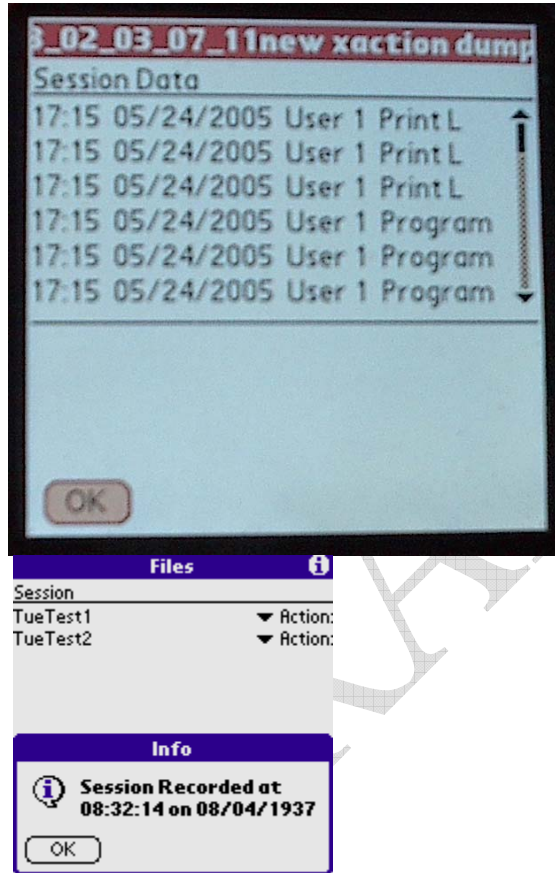 3_02_03_07_11new xaction dump
Session Data
17:15 05/24/2005 User 1 Print L
17:15 05/24/2005 User 1 Print L
17:15 05/24/2005 User 1 Print L
17:15 05/24/2005 User 1 Program
17:15 05/24/2005 User 1 Program
17:15 05/24/2005 User 1 Program
OK
Files
Session
TueTest1 Action:
TueTest2 Action:
Info
Session Recorded at
08:32:14 on 08/04/1937
OK